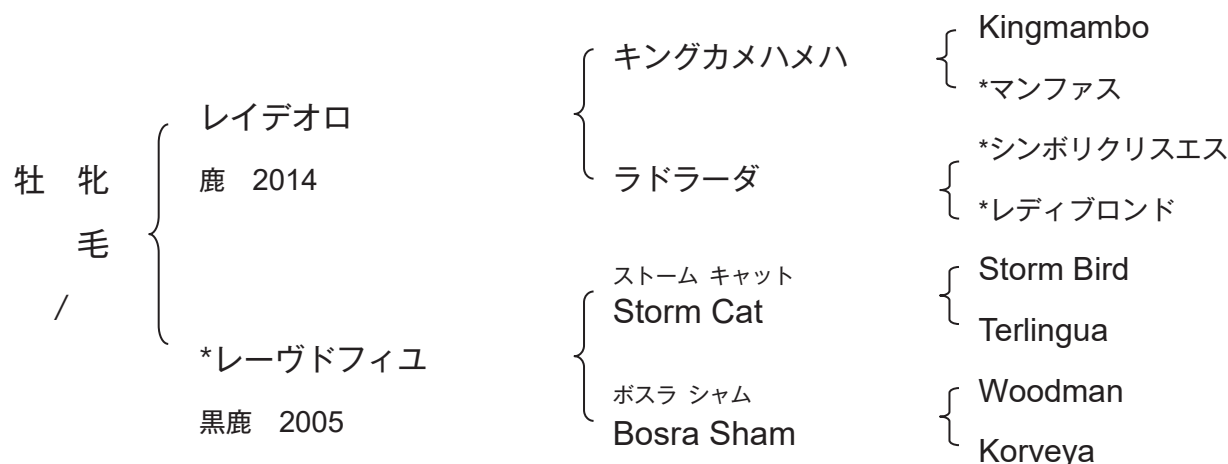 牡　牝
毛
/
レイデオロ
鹿　2014
*レーヴドフィユ
黒鹿　2005
キングカメハメハ
ラドラーダ
ストーム キャット
Storm Cat
ボスラ シャム
Bosra Sham
Kingmambo
*マンファス
*シンボリクリスエス
*レディブロンド
Storm Bird
Terlingua
Woodman
Korveya